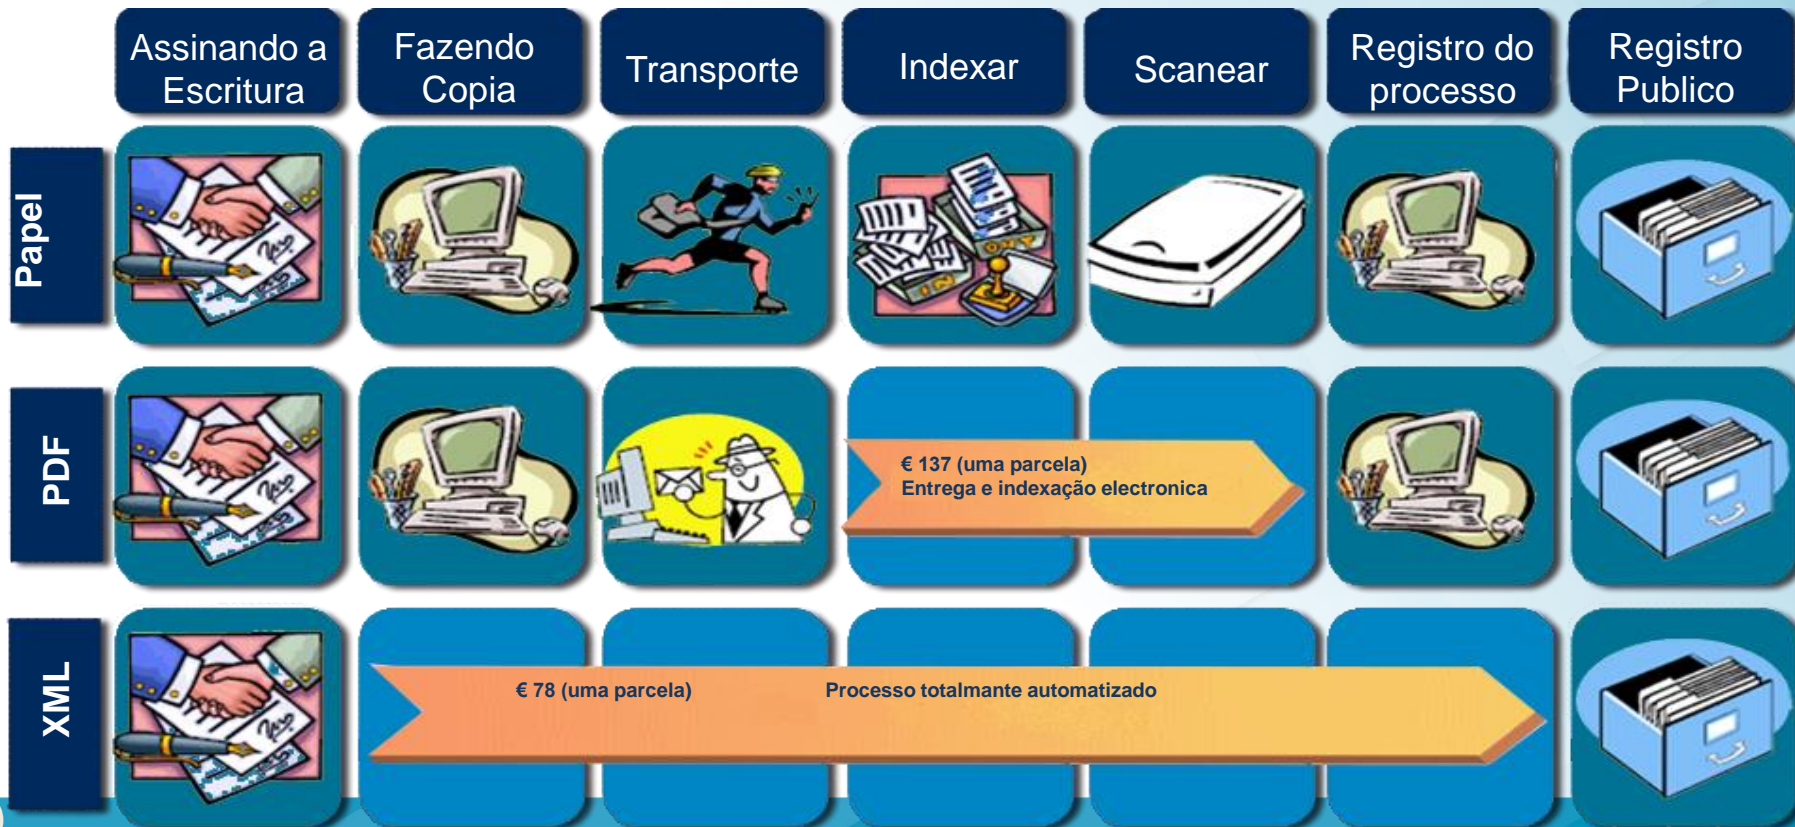 Assinando a
Escritura
Fazendo
Copia
Transporte
Indexar
Scanear
Registro do
processo
Registro
Publico
Papel
PDF
€ 137 (uma parcela)
Entrega e indexação electronica
XML
€ 78 (uma parcela) Processo totalmante automatizado